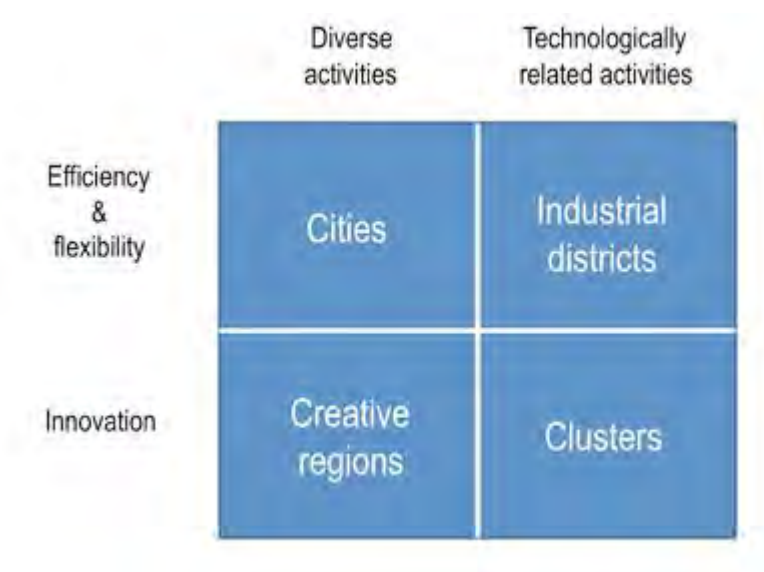 Diverse
activities
Technologically
related activities
Efficiency
&
flexibility
Cities
Industrial
districts
Innovation
Creative
regions
Clusters